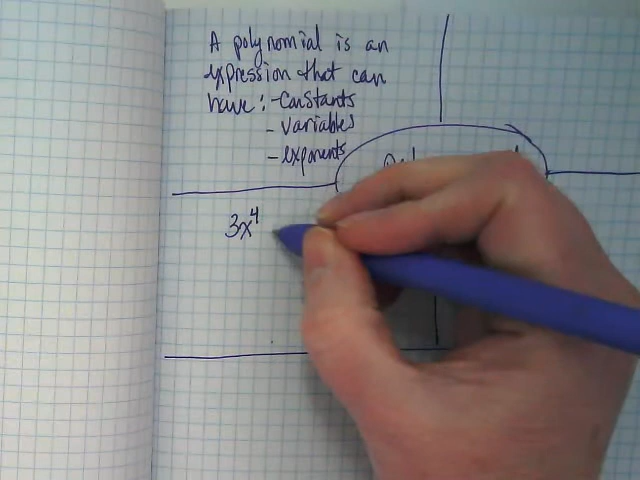 A polynomial is an
expression that can
have: - Constants
- variables
- exponents
3x⁴